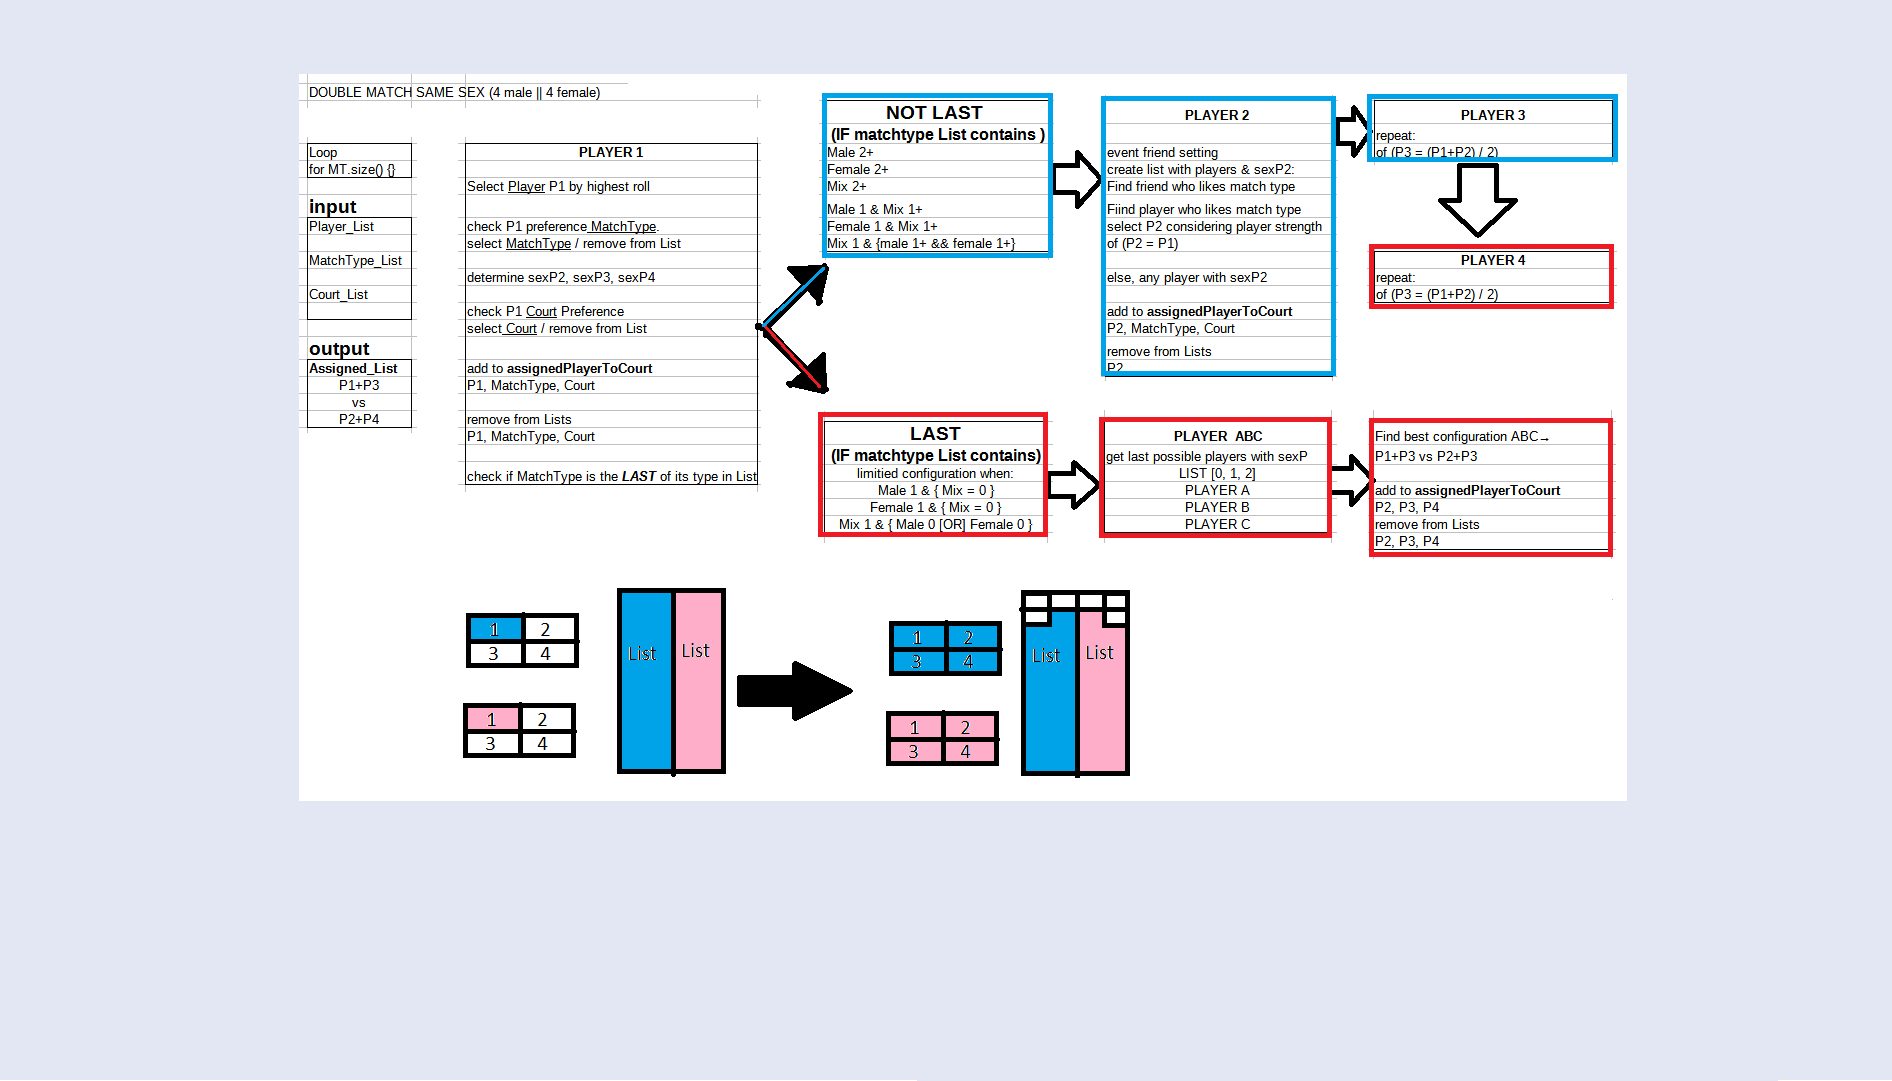 DOUBLE MATCH SAME SEX (4 male || 4 female)
Loop
for MT.size() {}
input
Player_List
MatchType_List
Court_List
output
Assigned_List
P1+P3
vs
P2+P4
PLAYER 1
Select Player P1 by highest roll
check P1 preference MatchType.
select MatchType / remove from List
determine sexP2, sexP3, sexP4
check P1 Court Preference
select Court / remove from List
add to assignedPlayerToCourt
P1, MatchType, Court
remove from Lists
P1, MatchType, Court
check if MatchType is the LAST of its type in List
NOT LAST
(IF matchtype List contains )
Male 2+
Female 2+
Mix 2+
Male 1 & Mix 1+
Female 1 & Mix 1+
Mix 1 & {male 1+ && female 1+}
PLAYER 2
event friend setting
create list with players & sexP2:
Find friend who likes match type
Fiind player who likes match type
select P2 considering player strength
of (P2 = P1)
else, any player with sexP2
add to assignedPlayerToCourt
P2, MatchType, Court
remove from Lists
P2
PLAYER 3
repeat:
of (P3 = (P1+P2) / 2)
PLAYER 4
repeat:
of (P3 = (P1+P2) / 2)
LAST
(IF matchtype List contains)
limitied configuration when:
Male 1 & { Mix = 0 }
Female 1 & { Mix = 0 }
Mix 1 & { Male 0 [OR] Female 0 }
PLAYER  ABC
get last possible players with sexP
LIST [0, 1, 2]
PLAYER A
PLAYER B
PLAYER C
Find best configuration ABC→
P1+P3 vs P2+P3
add to assignedPlayerToCourt
P2, P3, P4
remove from Lists
P2, P3, P4
1 2
3 4
1 2
3 4
List List
1 2
3 4
1 2
3 4
List List